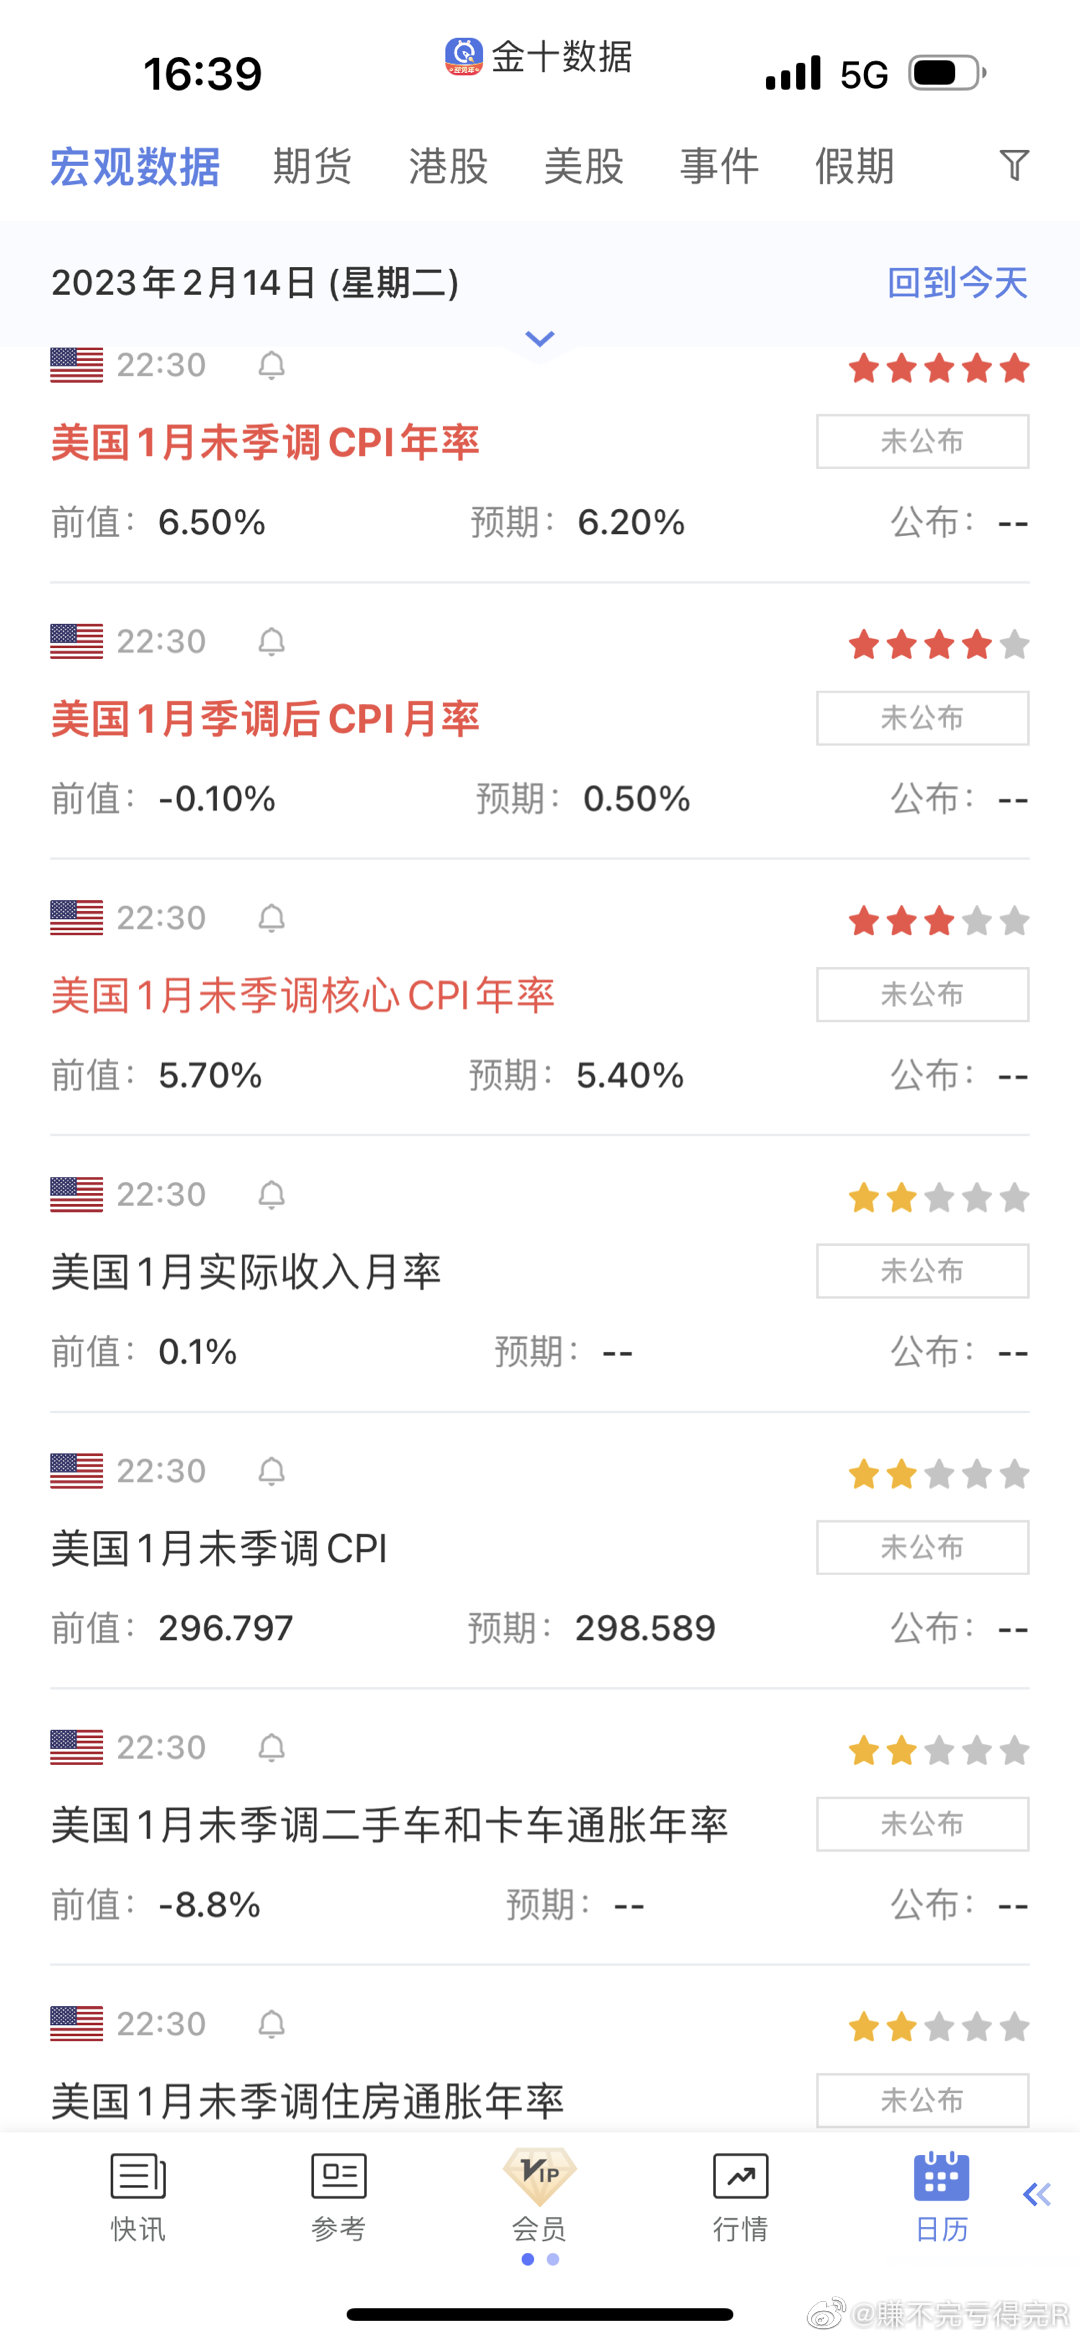 16:39
金十数据
5G
宏观数据 期货 港股 美股 事件 假期
2023年2月14日 (星期二) 回到今天
22:30
美国1月未季调CPI年率 未公布
前值: 6.50% 预期: 6.20% 公布: --
22:30
美国1月季调后CPI月率 未公布
前值: -0.10% 预期: 0.50% 公布: --
22:30
美国1月未季调核心CPI年率 未公布
前值: 5.70% 预期: 5.40% 公布: --
22:30
美国1月实际收入月率 未公布
前值: 0.1% 预期: -- 公布: --
22:30
美国1月未季调CPI 未公布
前值: 296.797 预期: 298.589 公布: --
22:30
美国1月未季调二手车和卡车通胀年率 未公布
前值: -8.8% 预期: -- 公布: --
22:30
美国1月未季调住房通胀年率 未公布
VIP
快讯 参考 会员 行情 日历
@賺不完亏得完R